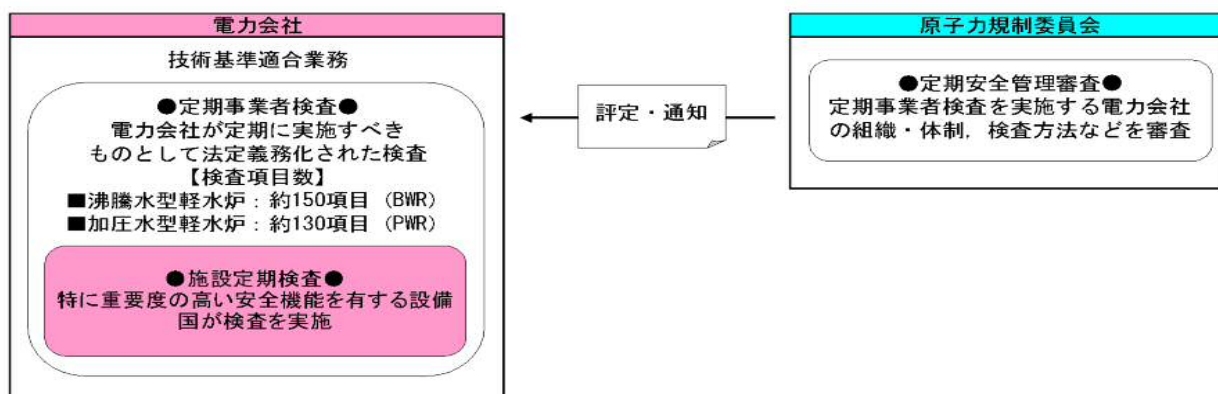 電力会社
技術基準適合業務
●定期事業者検査●
電力会社が定期に実施すべき
ものとして法定義務化された検査
【検査項目数】
■沸騰水型軽水炉：約150項目（BWR）
■加圧水型軽水炉：約130項目（PWR）
●施設定期検査●
特に重要度の高い安全機能を有する設備
国が検査を実施
評定・通知
原子力規制委員会
●定期安全管理審査●
定期事業者検査を実施する電力会社
の組織・体制，検査方法などを審査